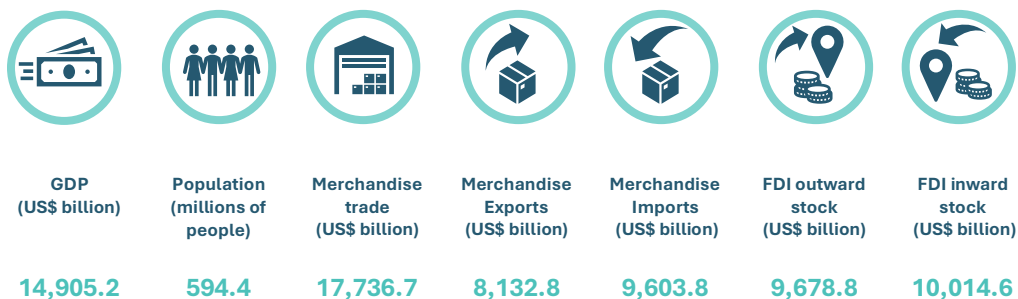 GDP
(US$ billion)
14,905.2
Population
(millions of
people)
594.4
Merchandise
trade
(US$ billion)
17,736.7
Merchandise
Exports
(US$ billion)
8,132.8
Merchandise
Imports
(US$ billion)
9,603.8
FDI outward
stock
(US$ billion)
9,678.8
FDI inward
stock
(US$ billion)
10,014.6